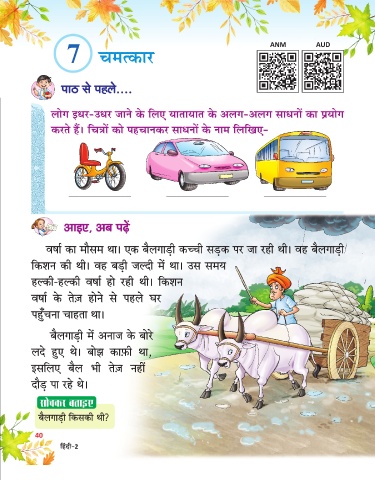 ANM
AUD
7 चमत्कार
पाठ से पहले....
लोग इधर-उधर जाने के लिए यातायात के अलग-अलग साधनों का प्रयोग
करते हैं। चित्रों को पहचानकर साधनों के नाम लिखिए-
आइए, अब पढ़ें
वर्षा का मौसम था। एक बैलगाड़ी कच्ची सड़क पर जा रही थी। वह बैलगाड़ी
किशन की थी। वह बड़ी जल्दी में था। उस समय
हल्की-हल्की वर्षा हो रही थी। किशन
वर्षा के तेज़ होने से पहले घर
पहुँचना चाहता था।
बैलगाड़ी में अनाज के बोरे
लदे हुए थे। बोझ काफ़ी था,
इसलिए बैल भी तेज़ नहीं
दौड़ पा रहे थे।
सोचकर बताइए
बैलगाड़ी किसकी थी?
40
हिंदी-2